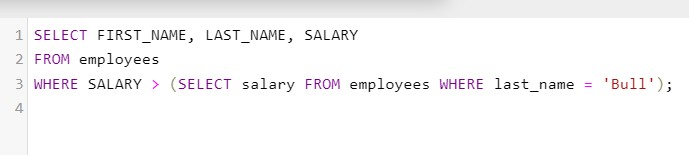 1 SELECT FIRST_NAME, LAST_NAME, SALARY
2 FROM employees
3 WHERE SALARY > (SELECT salary FROM employees WHERE last_name = 'Bull');
4